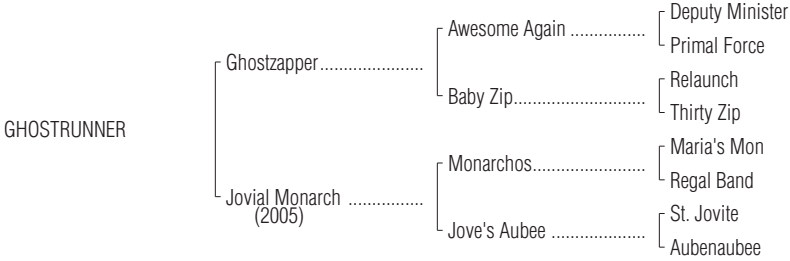 Deputy Minister
Awesome Again ................
Primal Force
Ghostzapper......................
Relaunch
Baby Zip............................
Thirty Zip
GHOSTRUNNER
Maria's Mon
Monarchos........................
Regal Band
Jovial Monarch ................
(2005)
St. Jovite
Jove's Aubee ....................
Aubenaubee